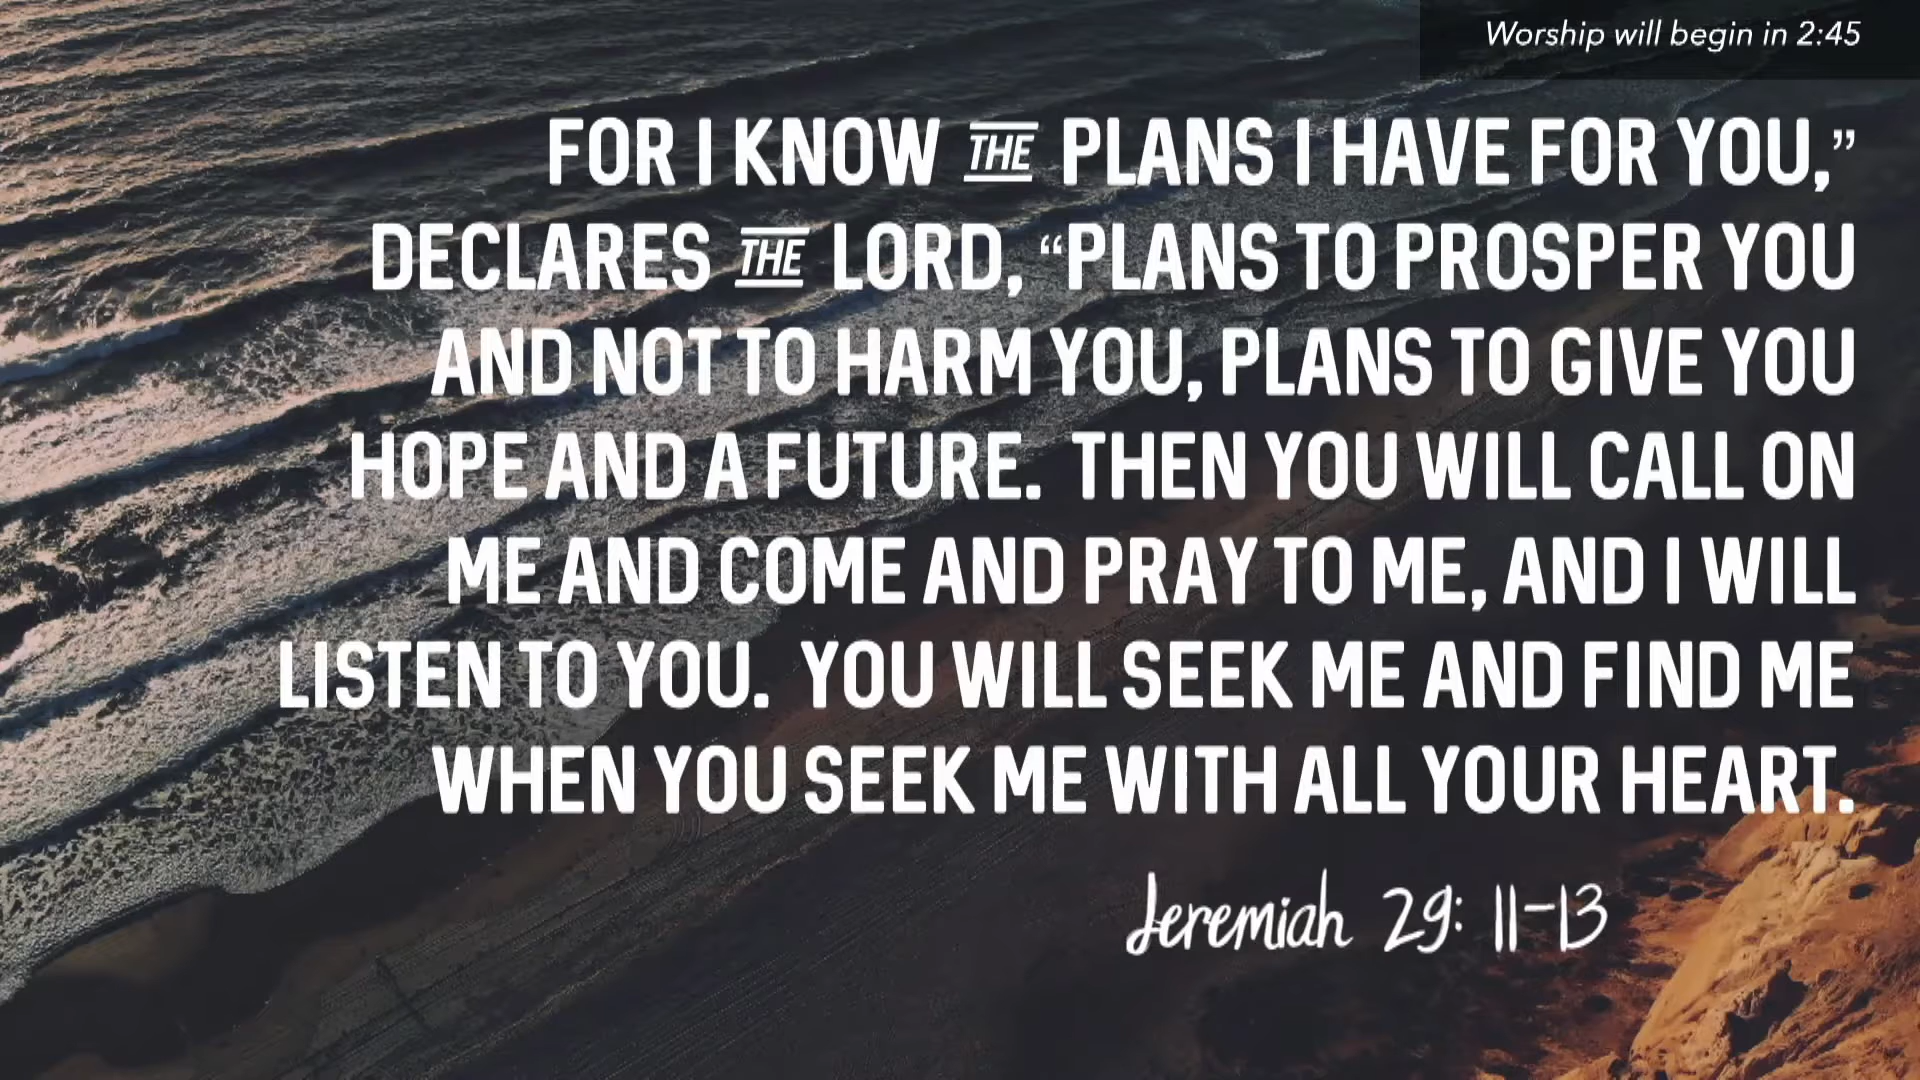 Worship will begin in 2:45
FOR I KNOW THE PLANS I HAVE FOR YOU,”
DECLARES THE LORD, “PLANS TO PROSPER YOU
AND NOT TO HARM YOU, PLANS TO GIVE YOU
HOPE AND A FUTURE. THEN YOU WILL CALL ON
ME AND COME AND PRAY TO ME, AND I WILL
LISTEN TO YOU. YOU WILL SEEK ME AND FIND ME
WHEN YOU SEEK ME WITH ALL YOUR HEART.
Jeremiah 29: 11-13